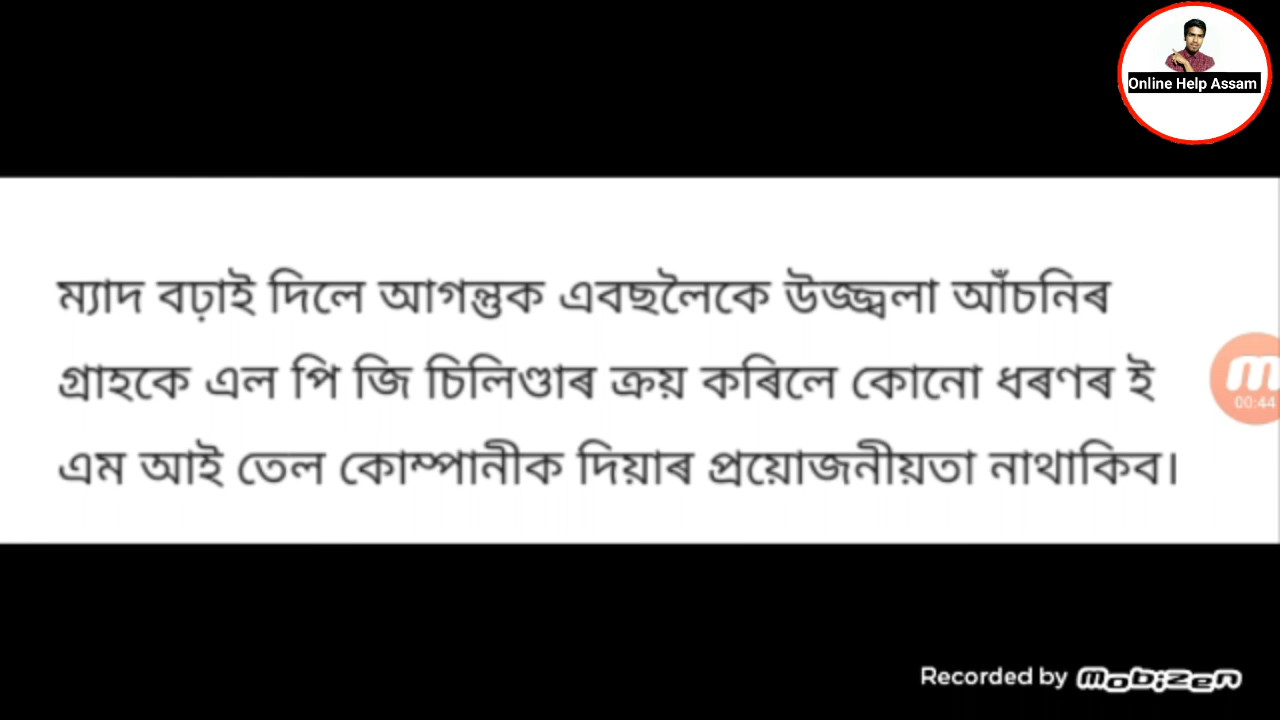 Online Help Assam
ম্যাদ বঢ়াই দিলে আগন্তুক এবছলৈকে উজ্জ্বলা আঁচনিৰ
গ্ৰাহকে এল পি জি চিলিণ্ডাৰ ক্ৰয় কৰিলে কোনো ধৰণৰ ই
00:44
এম আই তেল কোম্পানীক দিয়াৰ প্ৰয়োজনীয়তা নাথাকিব।
Recorded by Mobizen